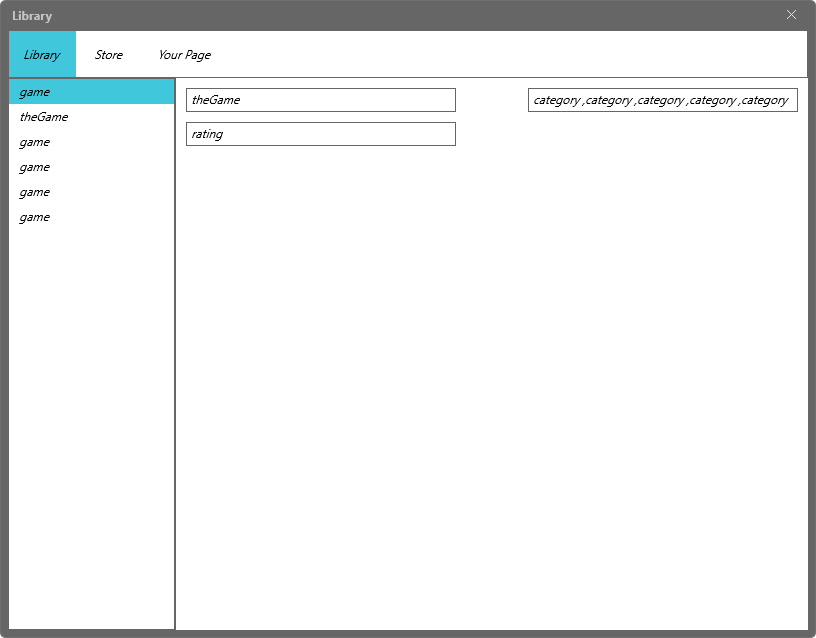 Library
Library Store Your Page
game
theGame
game
game
game
game
theGame
category ,category ,category ,category ,category
rating